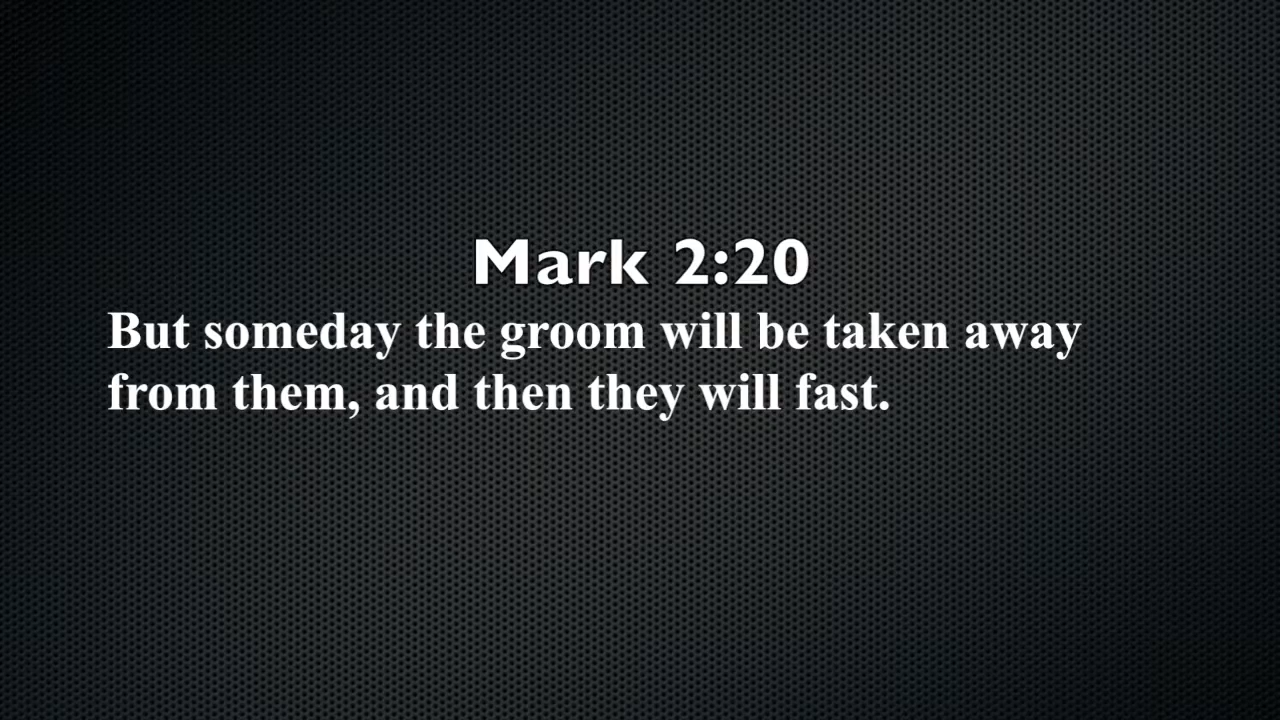 Mark 2:20
But someday the groom will be taken away
from them, and then they will fast.